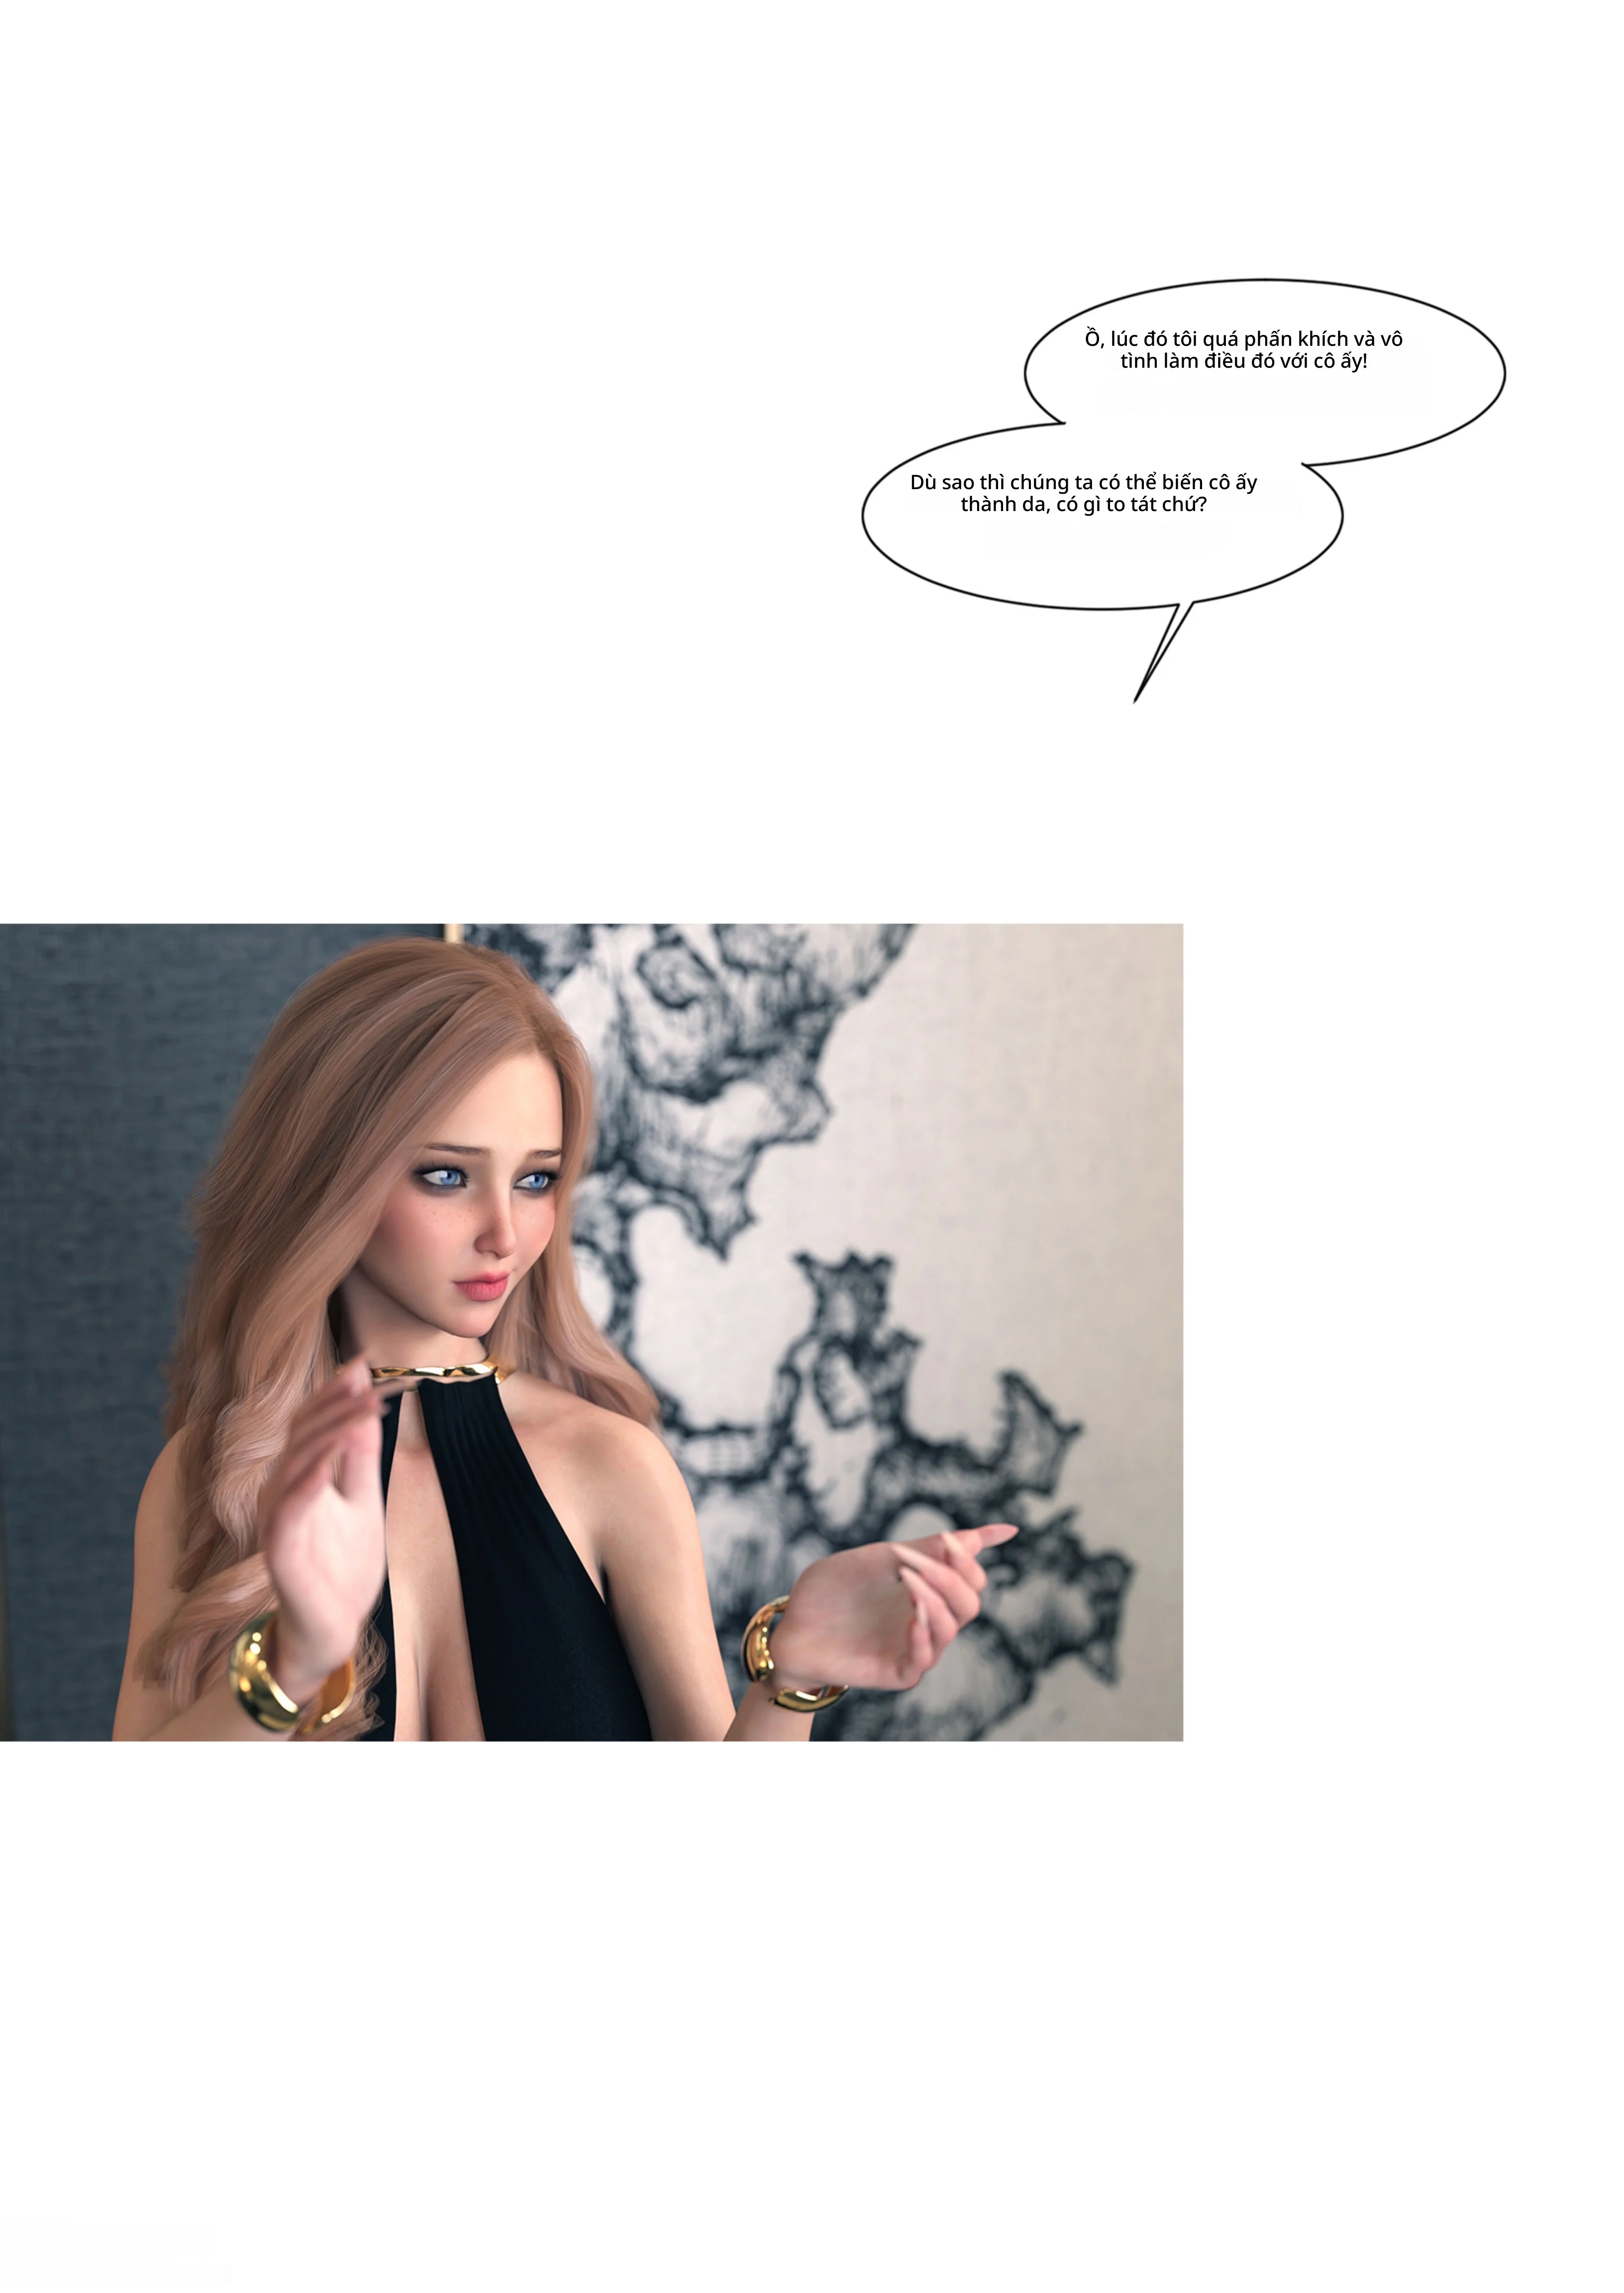 Ồ, lúc đó tôi quá phấn khích và vô
tình làm điều đó với cô ấy!
Dù sao thì chúng ta có thể biến cô ấy
thành da, có gì to tát chứ?